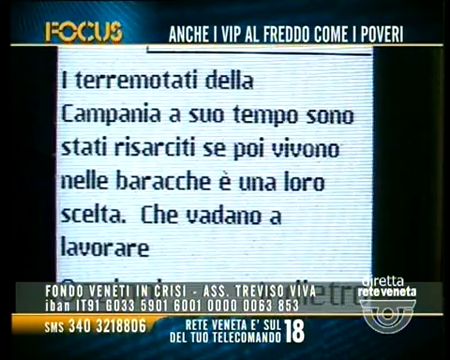 FOCUS
ANCHE I VIP AL FREDDO COME I POVERI
I terremotati della
Campania a suo tempo sono
stati risarciti se poi vivono
nelle baracche è una loro
scelta. Che vadano a
lavorare
FONDO VENETI IN CRISI - ASS. TREVISO VIVA
iban IT91 G033 5901 6001 0000 0063 853
diretta
reteveneta
SMS 340 3218806
RETE VENETA E' SUL
DEL TUO TELECOMANDO 18